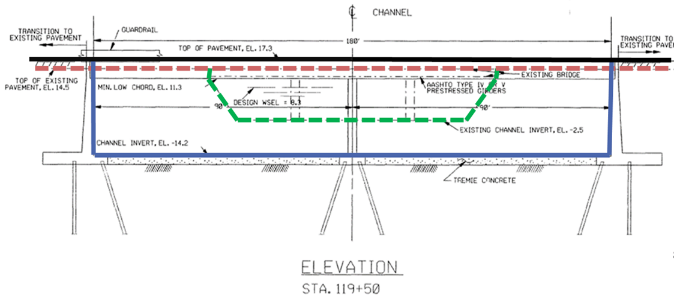 ℄ CHANNEL
TRANSITION TO
EXISTING PAVEMENT
GUARDRAIL
180'
TRANSITION TO
EXISTING PAVEMENT
TOP OF PAVEMENT, EL. 17.3
TOP OF EXISTING
PAVEMENT, EL. 14.5
MIN. LOW CHORD, EL. 11.3
EXISTING BRIDGE
AASHTO TYPE IV V
PRESTRESSED GIRDERS
90'
DESIGN WSEL = 8.3
90'
EXISTING CHANNEL INVERT, EL. -2.5
CHANNEL INVERT, EL. -14.2
TREMIE CONCRETE
ELEVATION
STA. 119+50